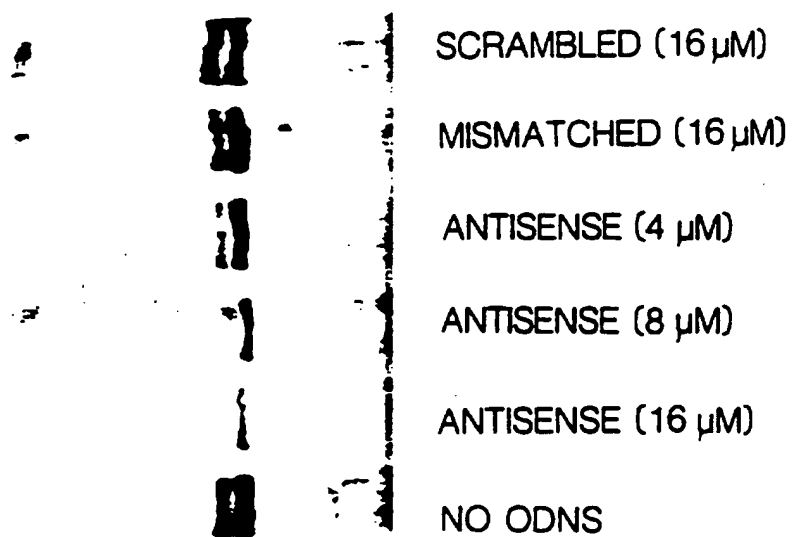 SCRAMBLED (16 µM)
MISMATCHED (16 µM)
ANTISENSE (4 µM)
ANTISENSE (8 µM)
ANTISENSE (16 µM)
NO ODNS